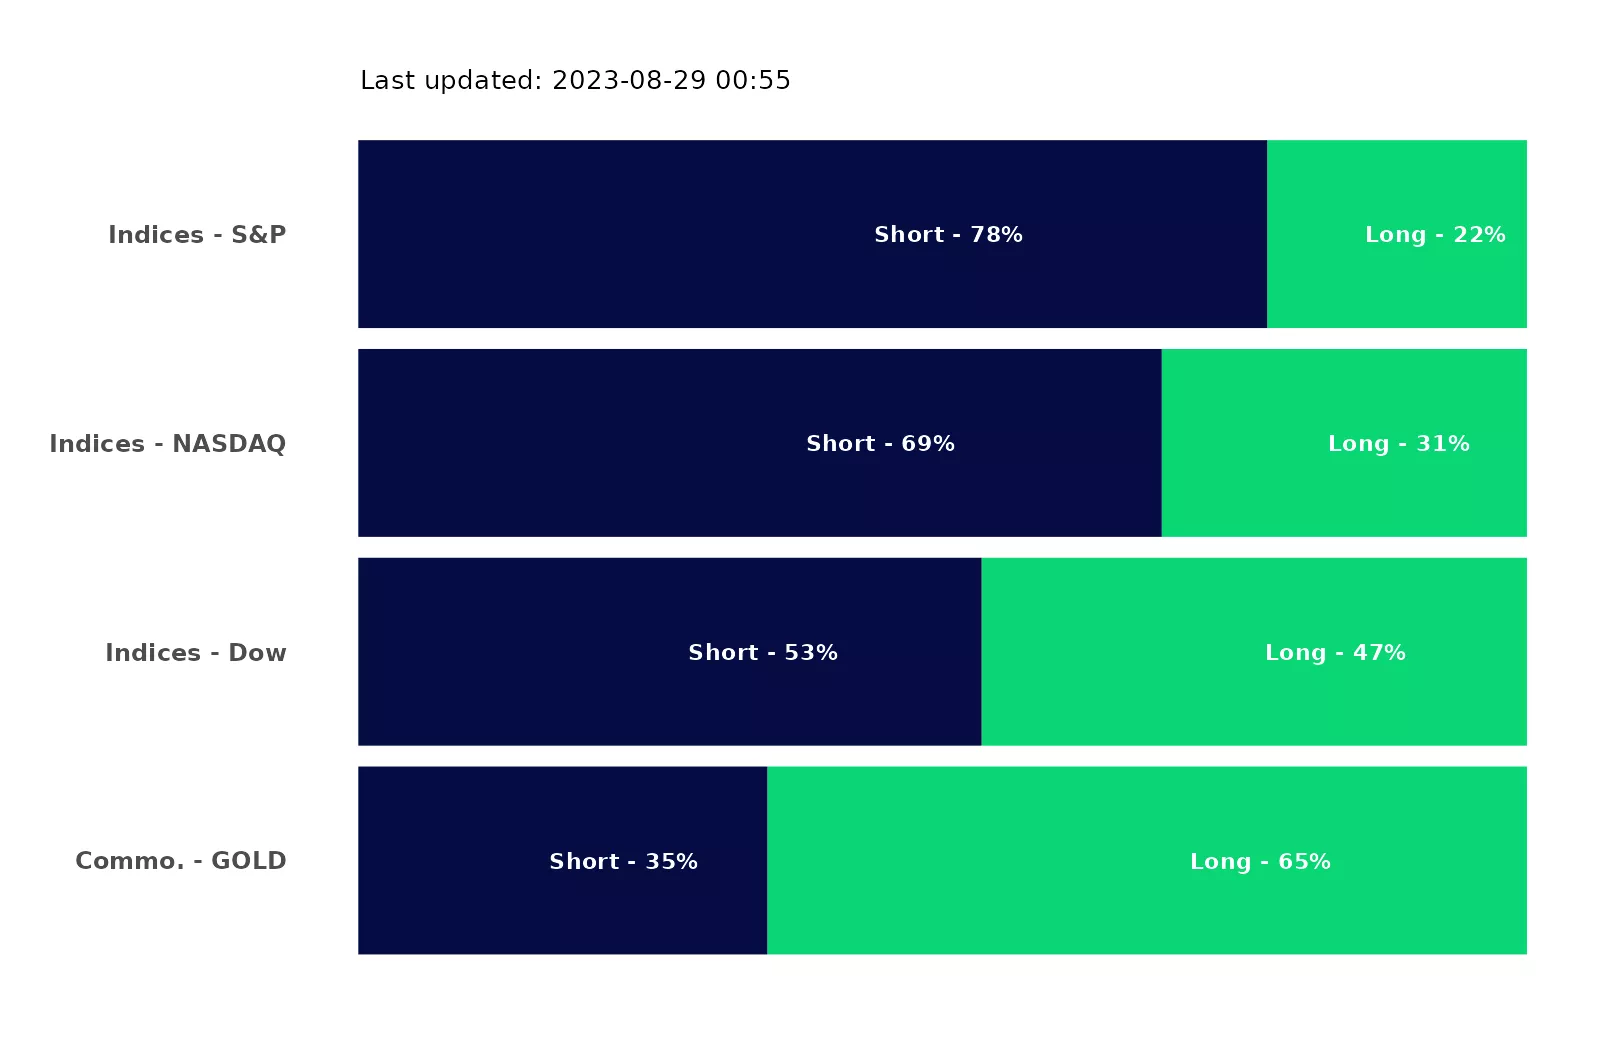 Last updated: 2023-08-29 00:55
Indices - S&P
Short - 78%
Long - 22%
Indices - NASDAQ
Short - 69%
Long - 31%
Indices - Dow
Short - 53%
Long - 47%
Commo. - GOLD
Short - 35%
Long - 65%